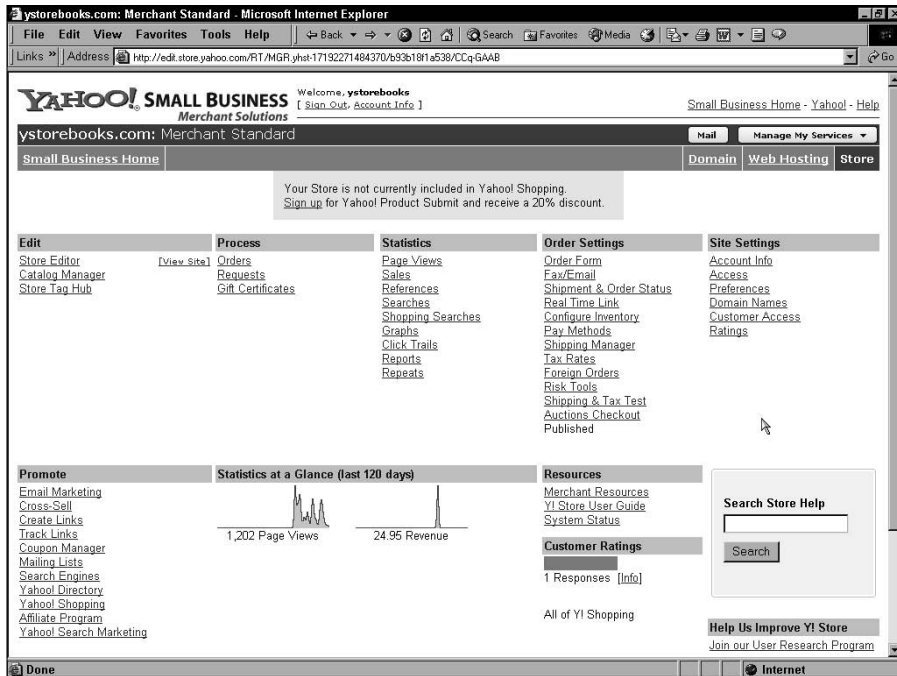 ystorebooks.com: Merchant Standard - Microsoft Internet Explorer
File Edit View Favorites Tools Help Back Search Favorites Media
Links » Address http://edit.store.yahoo.com/RT/MGR.yhst-17192271484370/b93b18f1a538/CCq-GAAB Go
YAHOO! SMALL BUSINESS
Merchant Solutions
Welcome, ystorebooks
[ Sign Out, Account Info ]
Small Business Home - Yahoo! - Help
ystorebooks.com: Merchant Standard Mail Manage My Services
Small Business Home Domain Web Hosting Store
Your Store is not currently included in Yahoo! Shopping.
Sign up for Yahoo! Product Submit and receive a 20% discount.
Edit
Store Editor [View Site]
Catalog Manager
Store Tag Hub
Process
Orders
Requests
Gift Certificates
Statistics
Page Views
Sales
References
Searches
Shopping Searches
Graphs
Click Trails
Reports
Repeats
Order Settings
Order Form
Fax/Email
Shipment & Order Status
Real Time Link
Configure Inventory
Pay Methods
Shipping Manager
Tax Rates
Foreign Orders
Risk Tools
Shipping & Tax Test
Auctions Checkout
Published
Site Settings
Account Info
Access
Preferences
Domain Names
Customer Access
Ratings
Promote
Email Marketing
Cross-Sell
Create Links
Track Links
Coupon Manager
Mailing Lists
Search Engines
Yahoo! Directory
Yahoo! Shopping
Affiliate Program
Yahoo! Search Marketing
Statistics at a Glance (last 120 days)
1,202 Page Views 24.95 Revenue
Resources
Merchant Resources
Y! Store User Guide
System Status
Customer Ratings
1 Responses [Info]
All of Y! Shopping
Search Store Help
Search
Help Us Improve Y! Store
Join our User Research Program
Done Internet